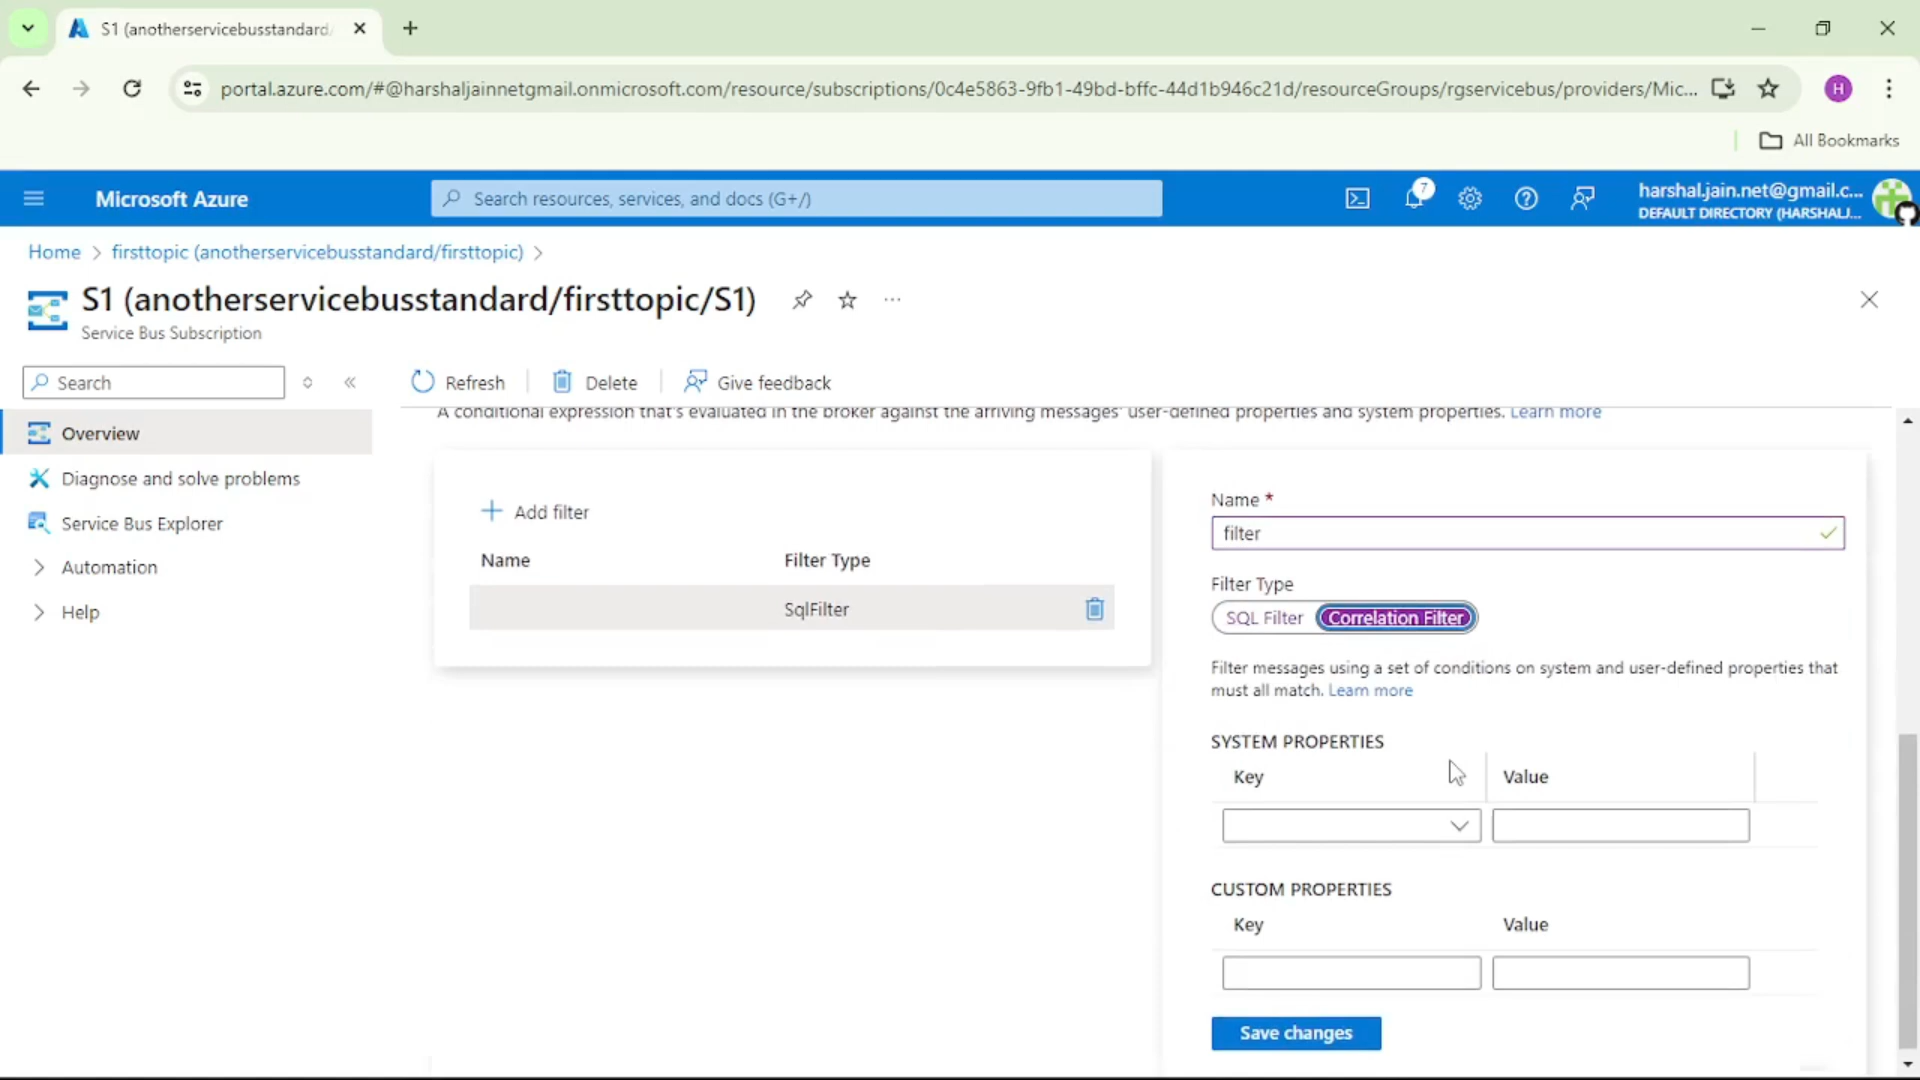 S1 (anotherservicebusstandard/
portal.azure.com/#@harshaljainnetgmail.onmicrosoft.com/resource/subscriptions/0c4e5863-9fb1-49bd-bffc-44d1b946c21d/resourceGroups/rgservicebus/providers/Mic...
H
All Bookmarks
Microsoft Azure
Search resources, services, and docs (G+/)
7
harshal.jain.net@gmail.c...
DEFAULT DIRECTORY (HARSHALJ...
Home > firsttopic (anotherservicebusstandard/firsttopic) >
S1 (anotherservicebusstandard/firsttopic/S1)
...
Service Bus Subscription
Search
Refresh
Delete
Give feedback
Overview
Diagnose and solve problems
Service Bus Explorer
Automation
Help
A conditional expression that's evaluated in the broker against the arriving messages' user-defined properties and system properties. Learn more
Add filter
Name
Filter Type
SqlFilter
Name *
filter
Filter Type
SQL Filter
Correlation Filter
Filter messages using a set of conditions on system and user-defined properties that
must all match. Learn more
SYSTEM PROPERTIES
Key
Value
CUSTOM PROPERTIES
Key
Value
Save changes